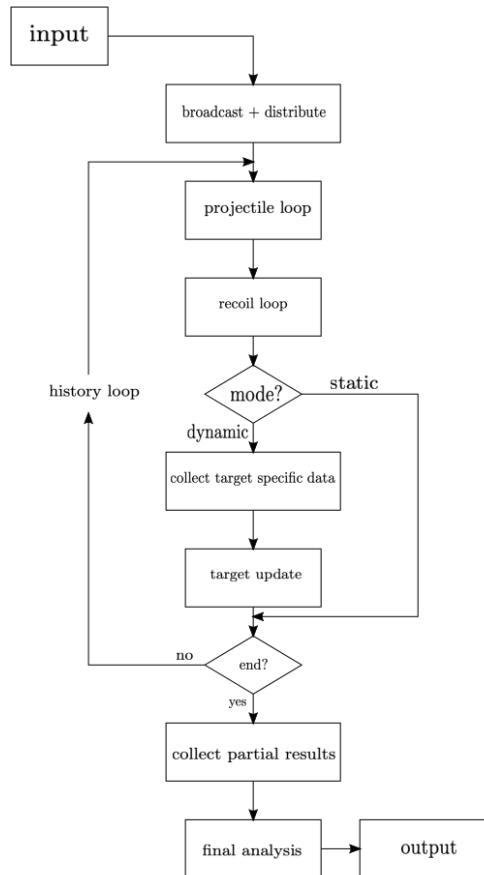 input
broadcast + distribute
projectile loop
recoil loop
mode?
static
history loop
dynamic
collect target specific data
target update
no
end?
yes
collect partial results
final analysis
output